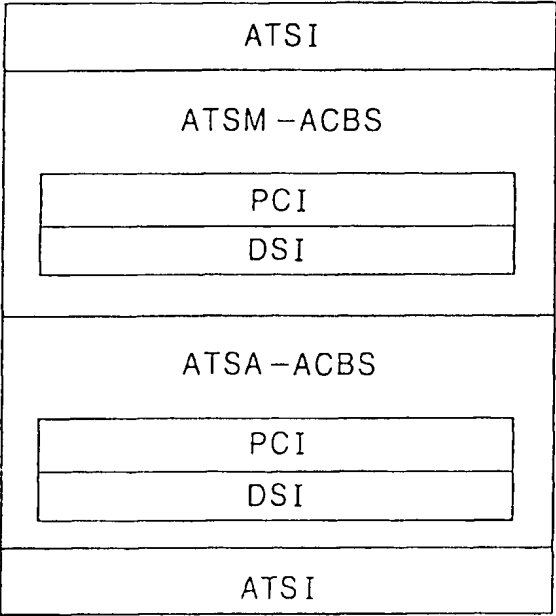 ATSI
ATSM-ACBS
PCI
DSI
ATSA-ACBS
PCI
DSI
ATSI